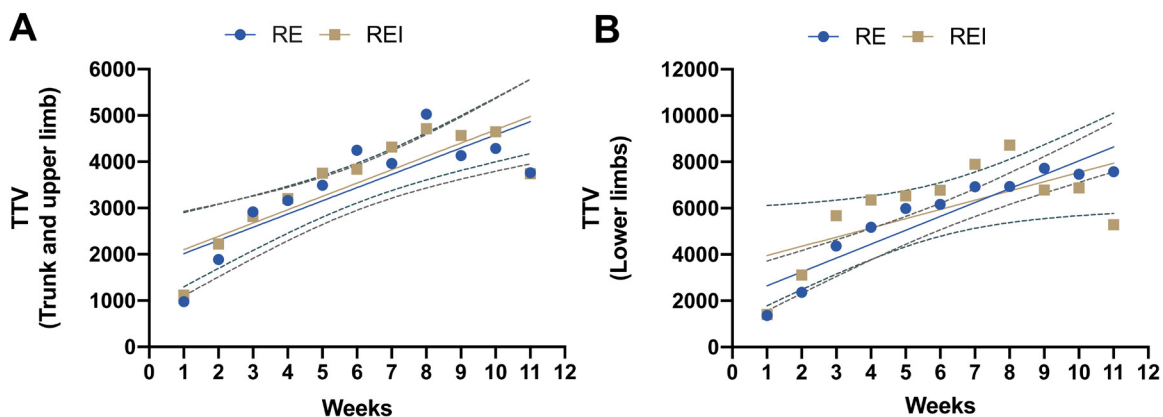 A
RE REI
TTV
(Trunk and upper limb)
6000
5000
4000
3000
2000
1000
0
0 1 2 3 4 5 6 7 8 9 10 11 12
Weeks
B
RE REI
TTV
(Lower limbs)
12000
10000
8000
6000
4000
2000
0
0 1 2 3 4 5 6 7 8 9 10 11 12
Weeks